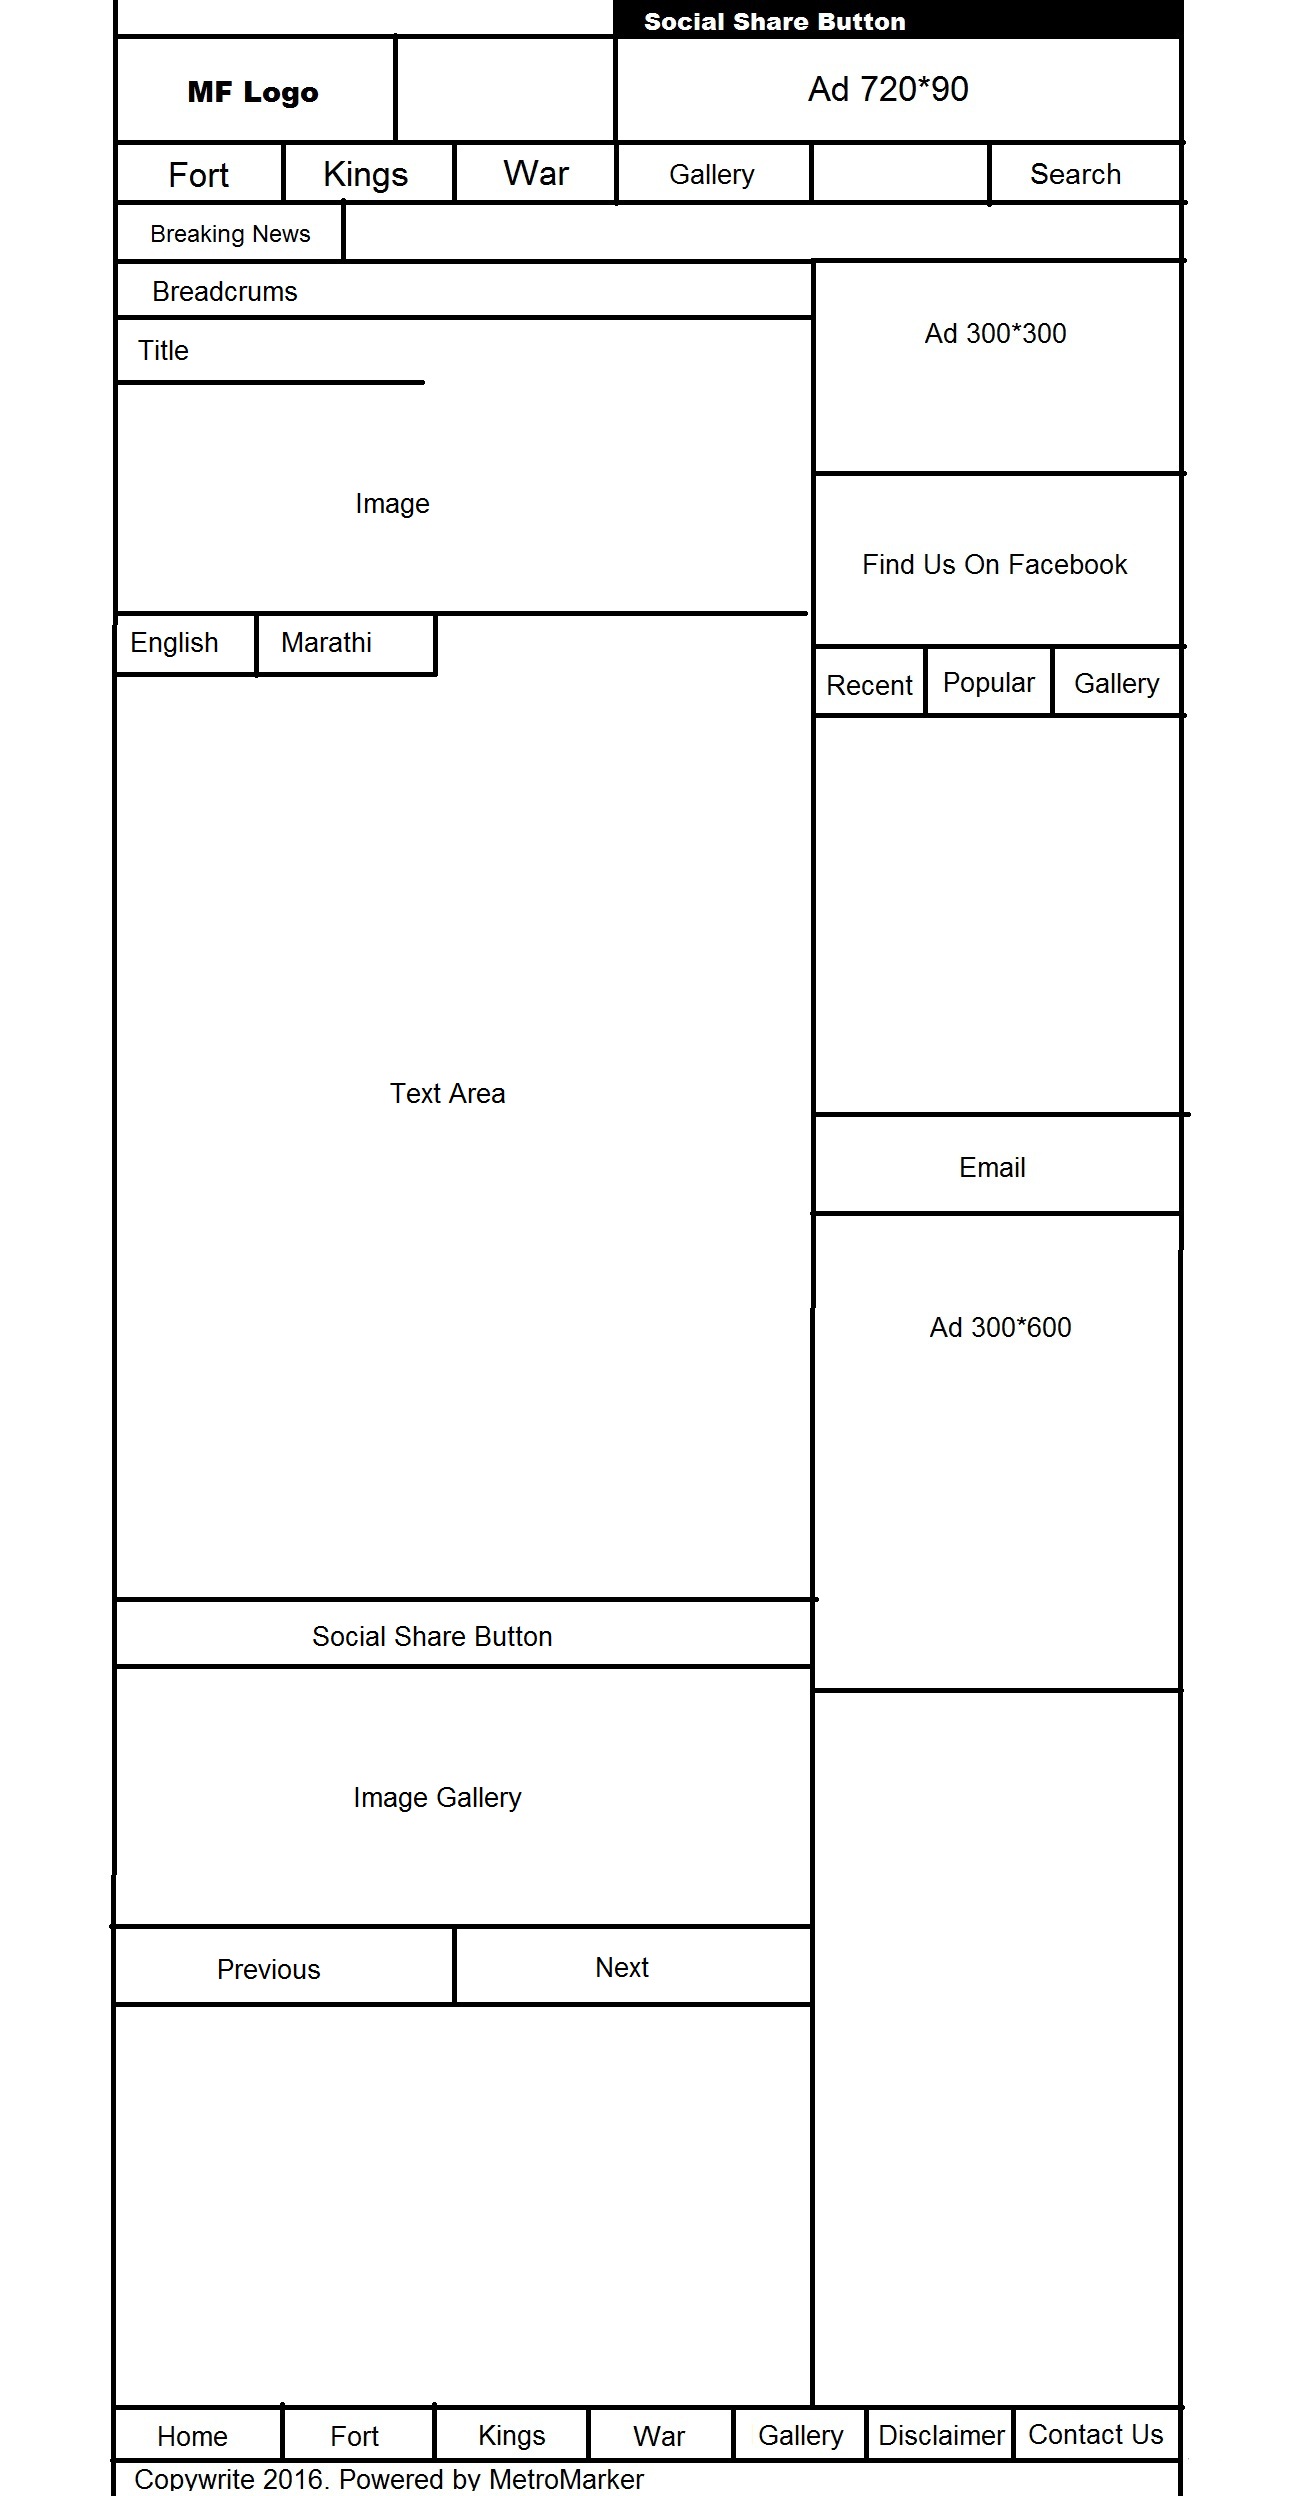 Social Share Button
MF Logo
Ad 720*90
Fort
Kings
War
Gallery
Search
Breaking News
Breadcrums
Title
Image
English
Marathi
Text Area
Social Share Button
Image Gallery
Previous
Next
Ad 300*300
Find Us On Facebook
Recent
Popular
Gallery
Email
Ad 300*600
Home
Fort
Kings
War
Gallery
Disclaimer
Contact Us
Copywrite 2016. Powered by MetroMarker